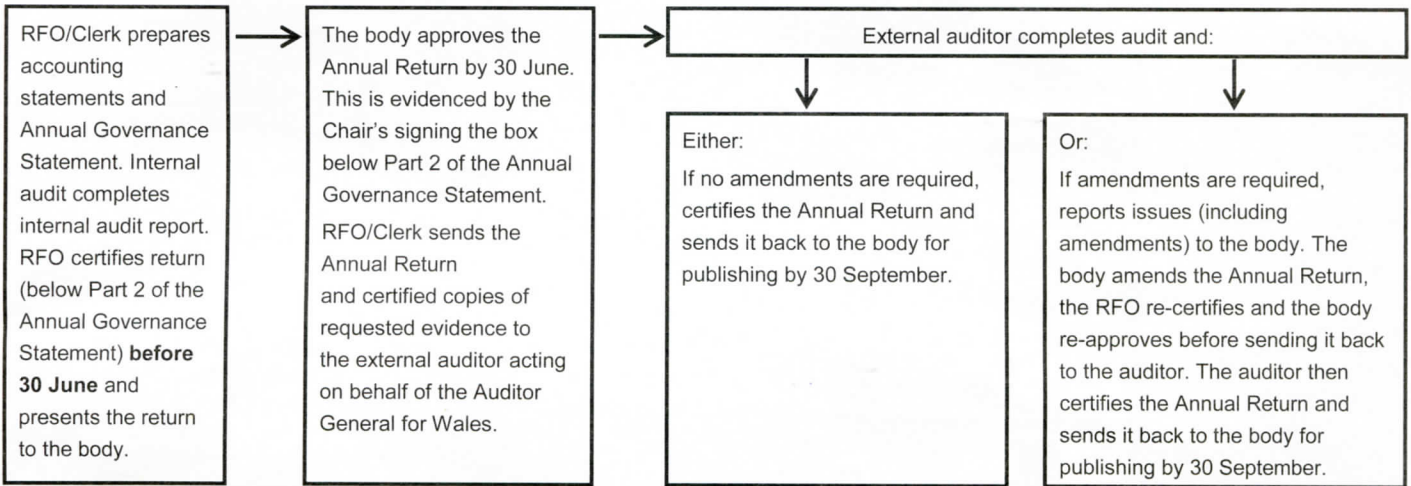 RFO/Clerk prepares
accounting
statements and
Annual Governance
Statement. Internal
audit completes
internal audit report.
RFO certifies return
(below Part 2 of the
Annual Governance
Statement) before
30 June and
presents the return
to the body.
The body approves the
Annual Return by 30 June.
This is evidenced by the
Chair's signing the box
below Part 2 of the Annual
Governance Statement.
RFO/Clerk sends the
Annual Return
and certified copies of
requested evidence to
the external auditor acting
on behalf of the Auditor
General for Wales.
External auditor completes audit and:
Either:
If no amendments are required,
certifies the Annual Return and
sends it back to the body for
publishing by 30 September.
Or:
If amendments are required,
reports issues (including
amendments) to the body. The
body amends the Annual Return,
the RFO re-certifies and the body
re-approves before sending it back
to the auditor. The auditor then
certifies the Annual Return and
sends it back to the body for
publishing by 30 September.